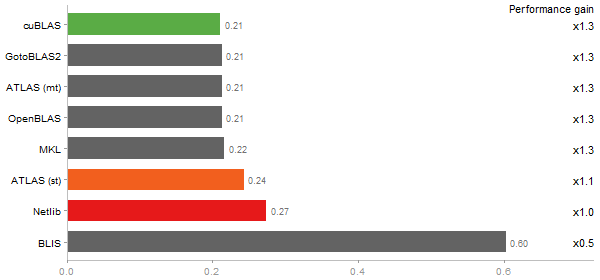 Performance gain
cuBLAS 0.21 x1.3
GotoBLAS2 0.21 x1.3
ATLAS (mt) 0.21 x1.3
OpenBLAS 0.21 x1.3
MKL 0.22 x1.3
ATLAS (st) 0.24 x1.1
Netlib 0.27 x1.0
BLIS 0.60 x0.5
0.0 0.2 0.4 0.6